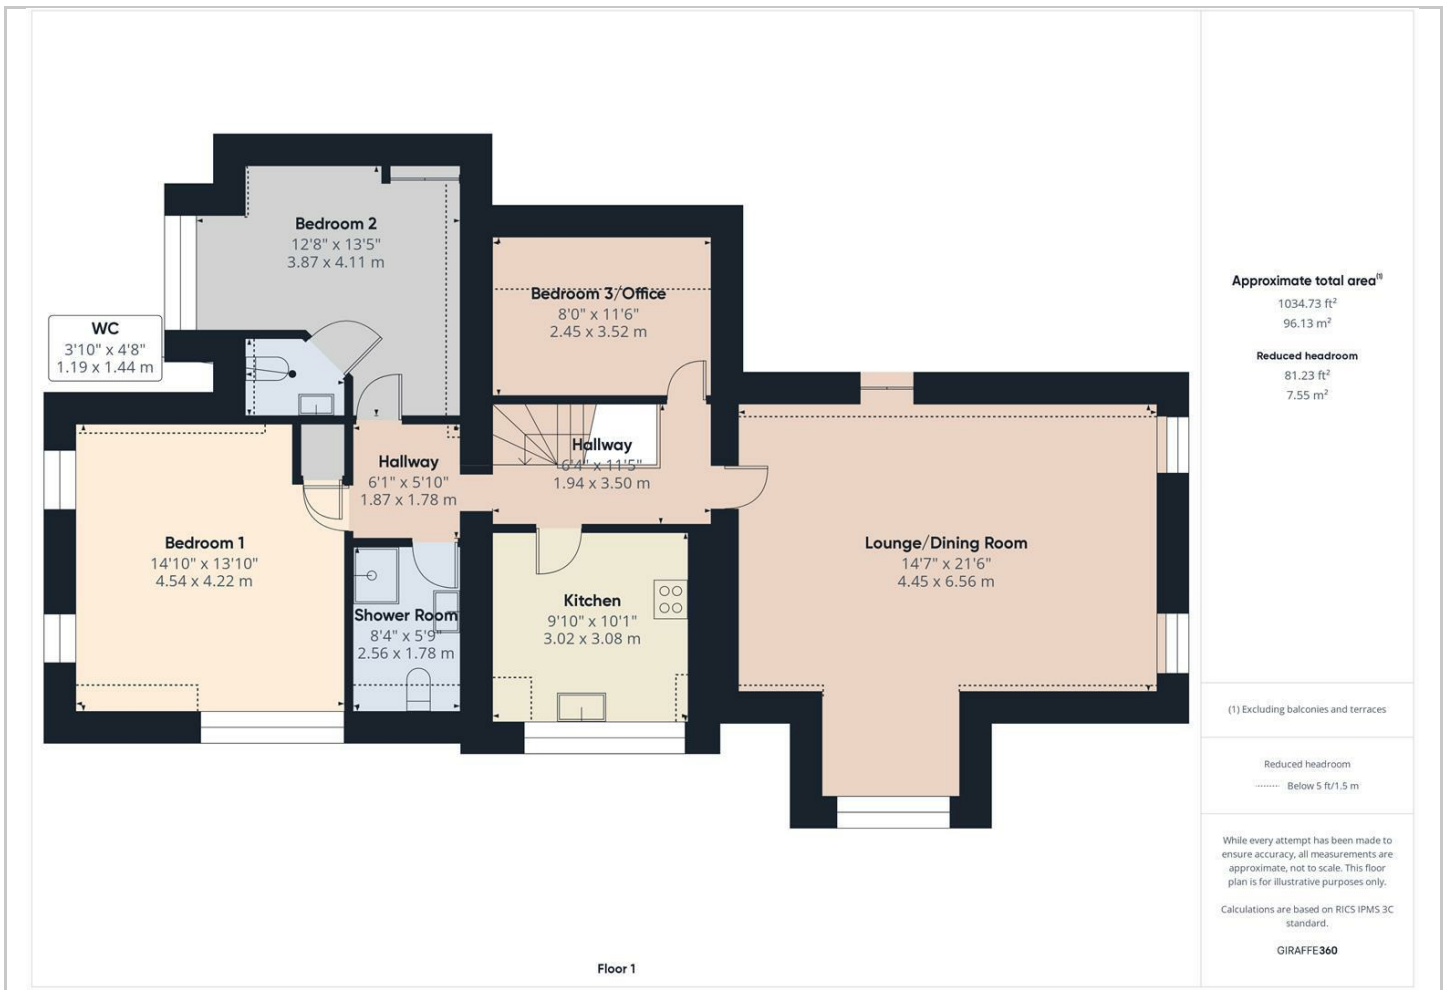 Bedroom 2
12'8" x 13'5"
3.87 x 4.11 m
Bedroom 3/Office
8'0" x 11'6"
2.45 x 3.52 m
WC
3'10" x 4'8"
1.19 x 1.44 m
Hallway
6'1" x 5'10"
1.87 x 1.78 m
Hallway
6'4" x 11'5"
1.94 x 3.50 m
Bedroom 1
14'10" x 13'10"
4.54 x 4.22 m
Shower Room
8'4" x 5'9"
2.56 x 1.78 m
Kitchen
9'10" x 10'1"
3.02 x 3.08 m
Lounge/Dining Room
14'7" x 21'6"
4.45 x 6.56 m
Floor 1
Approximate total area(1)
1034.73 ft²
96.13 m²
Reduced headroom
81.23 ft²
7.55 m²
(1) Excluding balconies and terraces
Reduced headroom
Below 5 ft/1.5 m
While every attempt has been made to
ensure accuracy, all measurements are
approximate, not to scale. This floor
plan is for illustrative purposes only.
Calculations are based on RICS IPMS 3C
standard.
GIRAFFE360